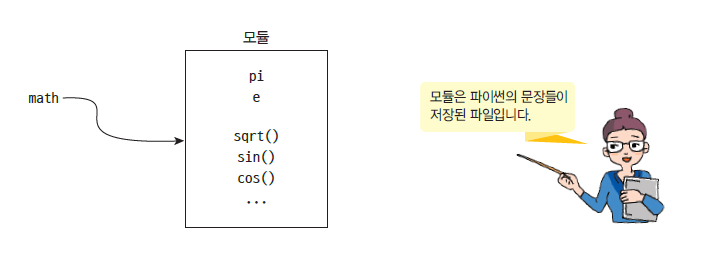 모듈
math
pi
e
sqrt()
sin()
cos()
...
모듈은 파이썬의 문장들이
저장된 파일입니다.